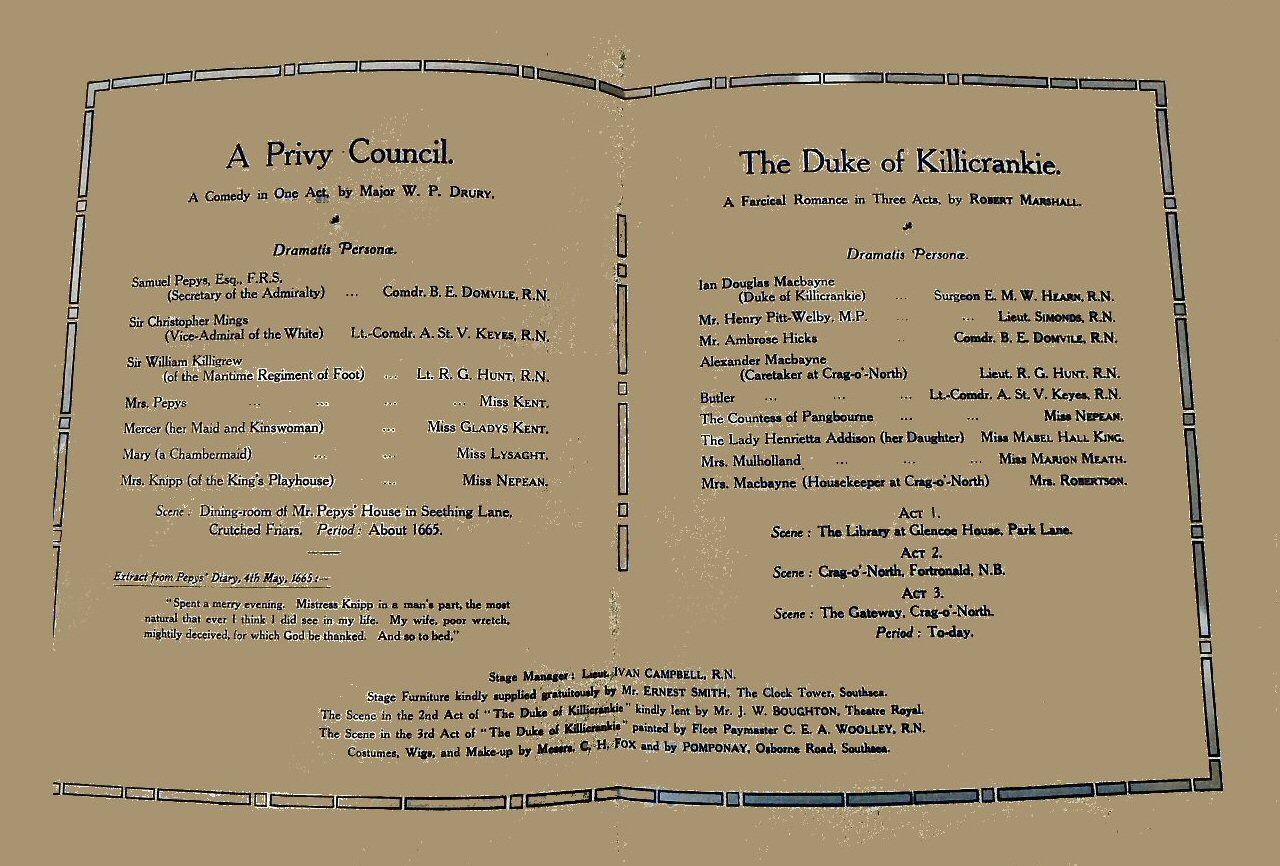 A Privy Council.
A Comedy in One Act, by Major W. P. DRURY.
Dramatis Personæ.
Samuel Pepys, Esq., F.R.S.
(Secretary of the Admiralty) ... Comdr. B. E. DOMVILE, R.N.
Sir Christopher Mings
(Vice-Admiral of the White) Lt.-Comdr. A. St. V. KEYES, R.N.
Sir William Killigrew
(of the Maritime Regiment of Foot) ... Lt. R. G. HUNT, R.N.
Mrs. Pepys ... ... ... ... Miss KENT.
Mercer (her Maid and Kinswoman) ... Miss GLADYS KENT.
Mary (a Chambermaid) ... ... Miss LYSAGHT.
Mrs. Knipp (of the King's Playhouse) ... Miss NEPEAN.
Scene: Dining-room of Mr. Pepys' House in Seething Lane,
Crutched Friars. Period: About 1665.
Extract from Pepys' Diary, 4th May, 1665:—
"Spent a merry evening. Mistress Knipp in a man's part, the most
natural that ever I think I did see in my life. My wife, poor wretch,
mightily deceived, for which God be thanked. And so to bed."
The Duke of Killicrankie.
A Farcical Romance in Three Acts, by ROBERT MARSHALL.
Dramatis Personæ.
Ian Douglas Macbayne
(Duke of Killicrankie) ... Surgeon E. M. W. HEARN, R.N.
Mr. Henry Pitt-Welby, M.P. ... ... Lieut. SIMONDS, R.N.
Mr. Ambrose Hicks ... Comdr. B. E. DOMVILE, R.N.
Alexander Macbayne
(Caretaker at Crag-o'-North) Lieut. R. G. HUNT, R.N.
Butler ... ... ... Lt.-Comdr. A. St. V. Keyes, R.N.
The Countess of Pangbourne ... ... Miss NEPEAN.
The Lady Henrietta Addison (her Daughter) Miss MABEL HALL KING.
Mrs. Mulholland ... ... ... Miss MARION MEATH.
Mrs. Macbayne (Housekeeper at Crag-o'-North) Mrs. ROBERTSON.
ACT 1.
Scene: The Library at Glencoe House, Park Lane.
ACT 2.
Scene: Crag-o'-North, Fortronald, N.B.
ACT 3.
Scene: The Gateway, Crag-o'-North.
Period: To-day.
Stage Manager: Lieut. IVAN CAMPBELL, R.N.
Stage Furniture kindly supplied gratuitously by Mr. ERNEST SMITH, The Clock Tower, Southsea.
The Scene in the 2nd Act of "The Duke of Killicrankie" kindly lent by Mr. J. W. BOUGHTON, Theatre Royal.
The Scene in the 3rd Act of "The Duke of Killicrankie" painted by Fleet Paymaster C. E. A. WOOLLEY, R.N.
Costumes, Wigs, and Make-up by Messrs. C. H. FOX and by POMPONAY, Osborne Road, Southsea.